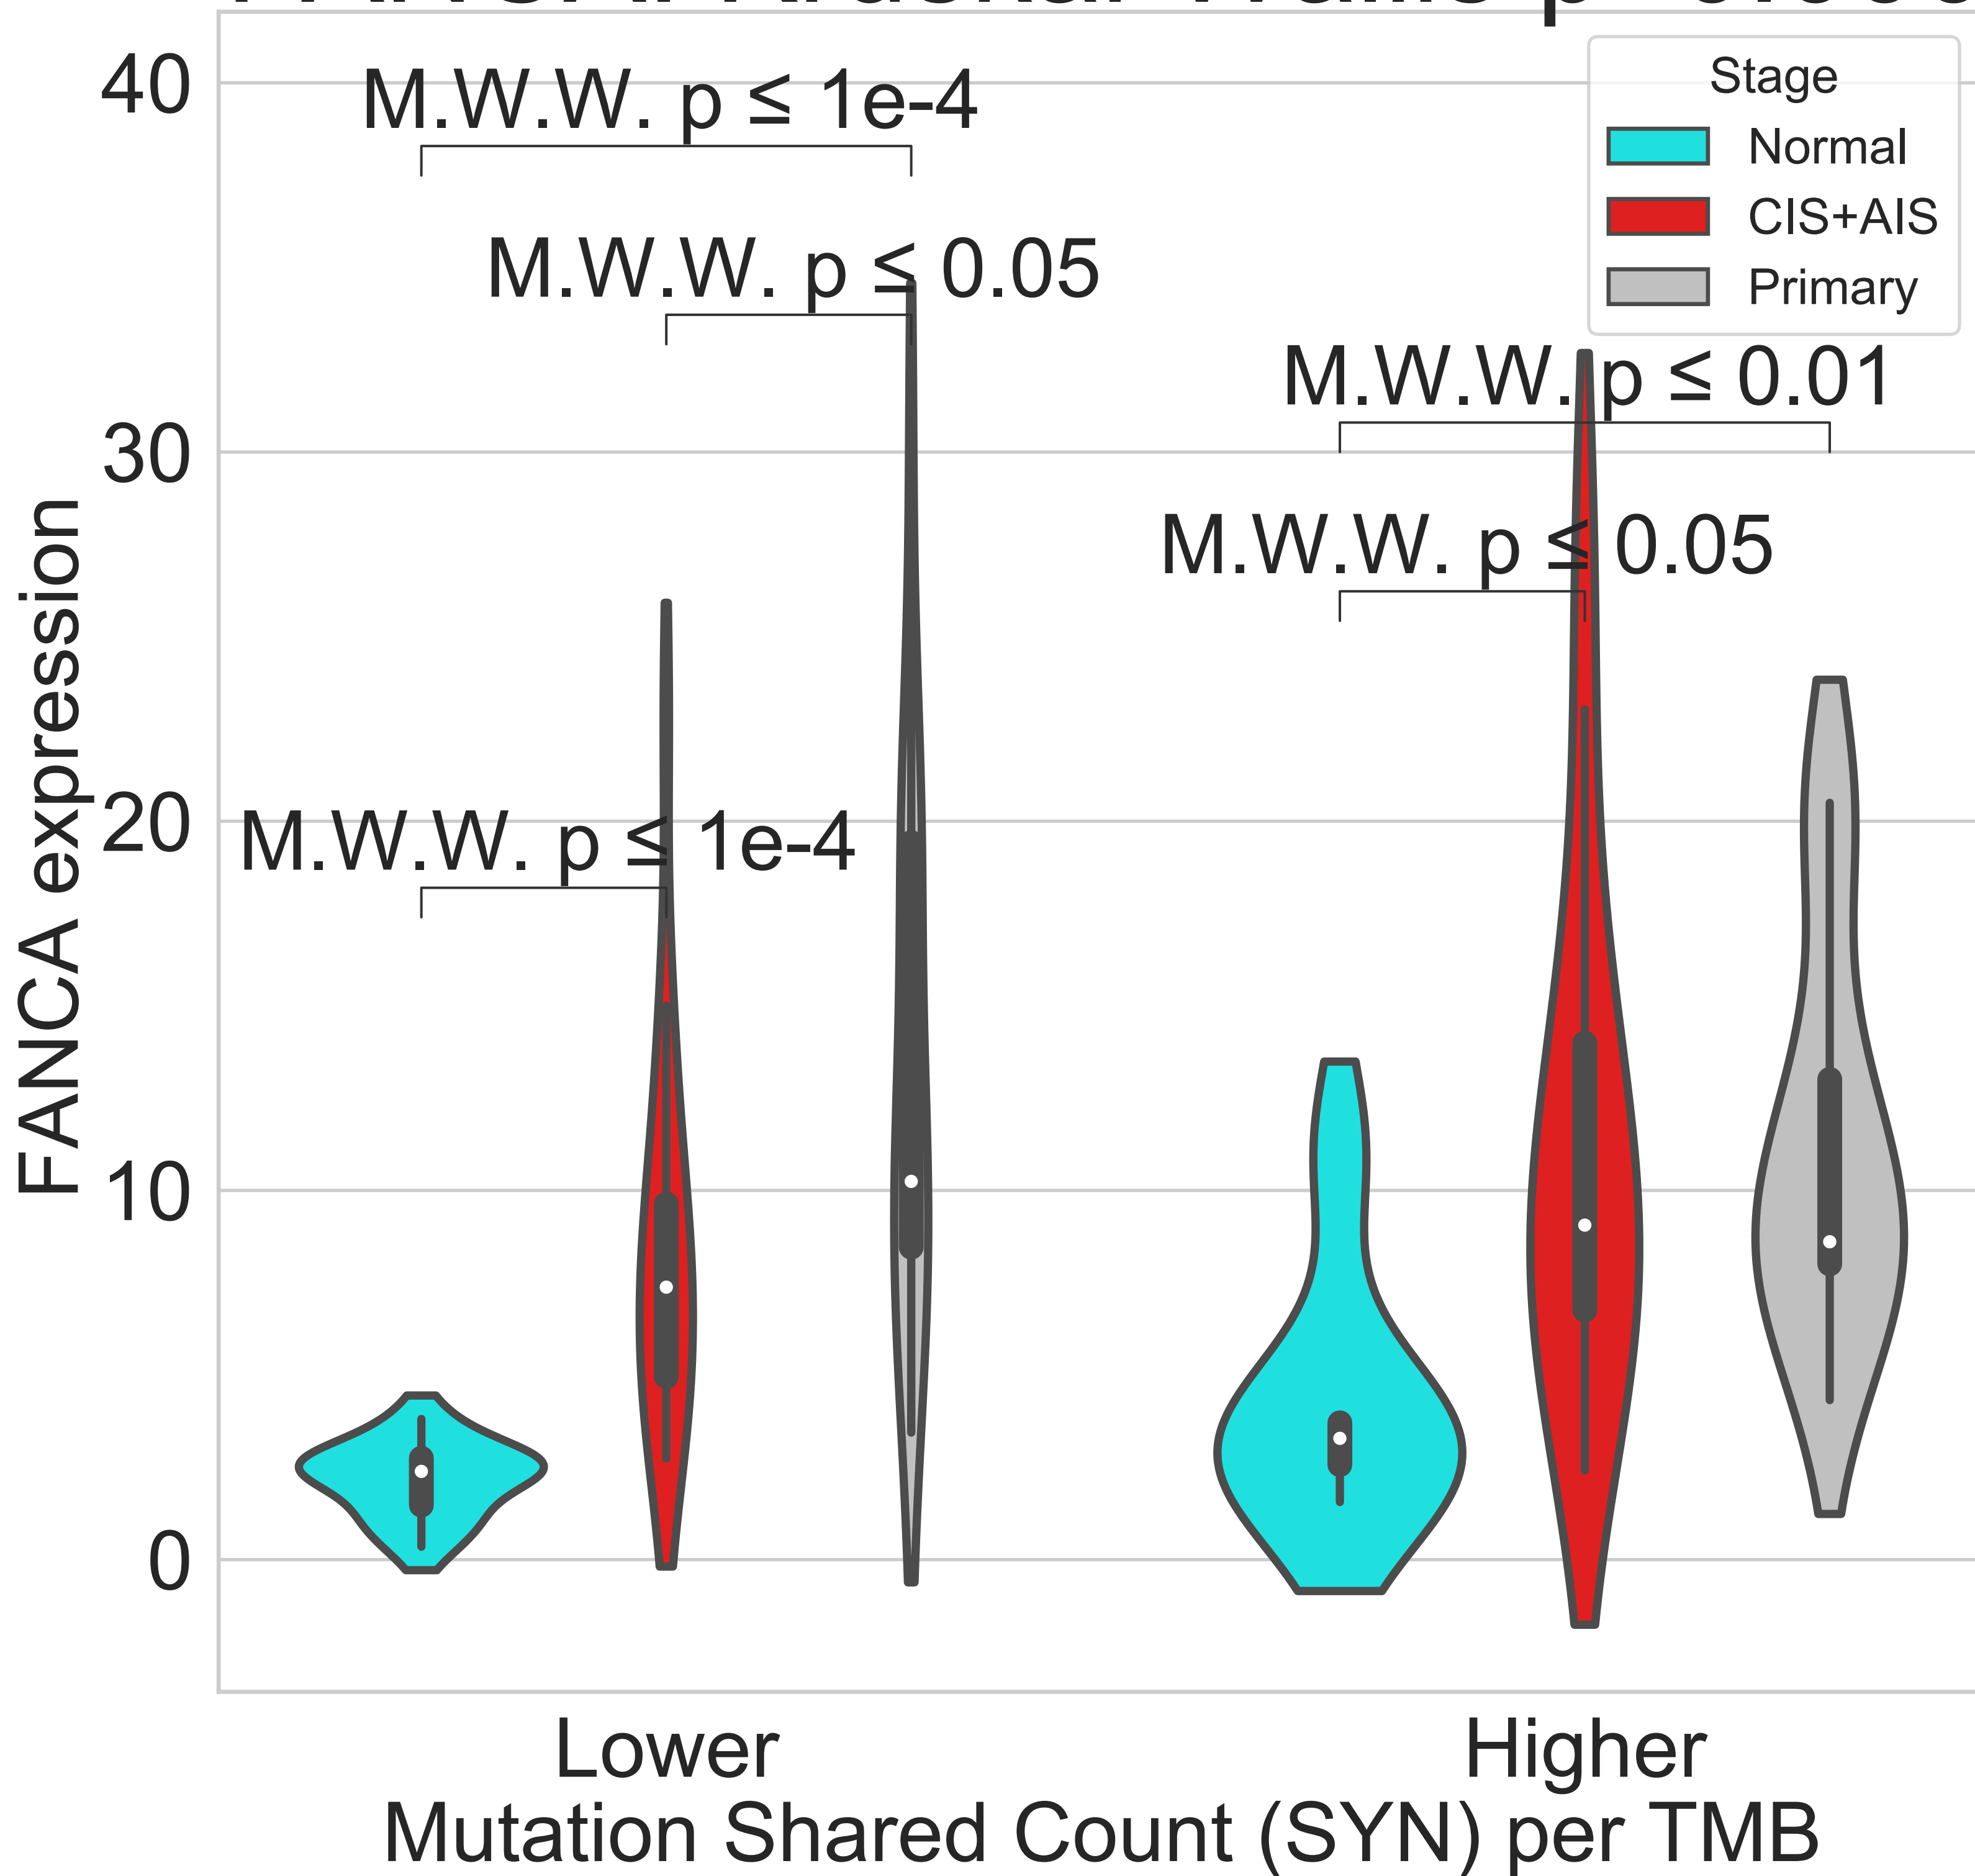 40
M.W.W. p ≤ 1e-4
Stage
Normal
CIS+AIS
Primary
M.W.W. p ≤ 0.05
M.W.W. p ≤ 0.01
30
M.W.W. p ≤ 0.05
FANCA expression
20
M.W.W. p ≤ 1e-4
10
0
Lower
Higher
Mutation Shared Count (SYN) per TMB